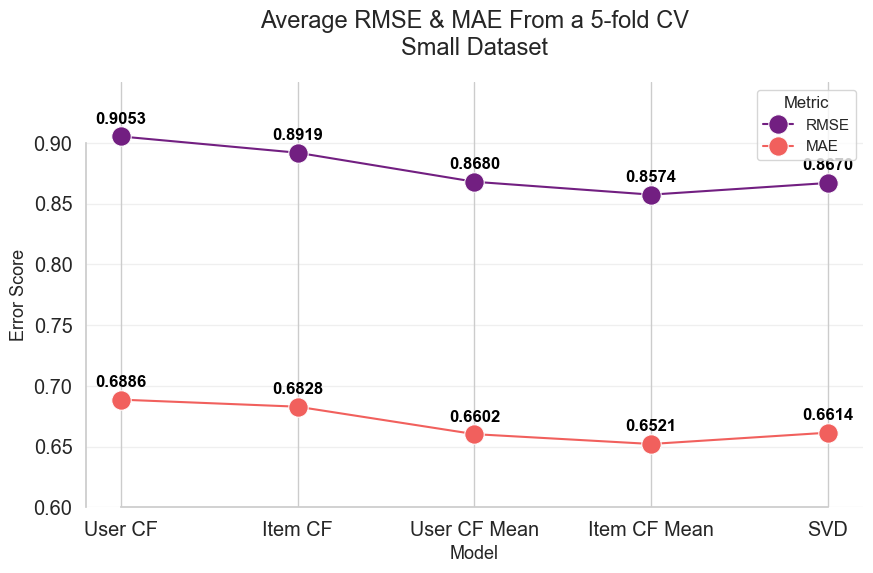 Average RMSE & MAE From a 5-fold CV
Small Dataset
Metric
RMSE
MAE
0.9053
0.8919
0.8680
0.8574
0.8670
0.6886
0.6828
0.6602
0.6521
0.6614
Error Score
0.90
0.85
0.80
0.75
0.70
0.65
0.60
User CF
Item CF
User CF Mean
Item CF Mean
SVD
Model